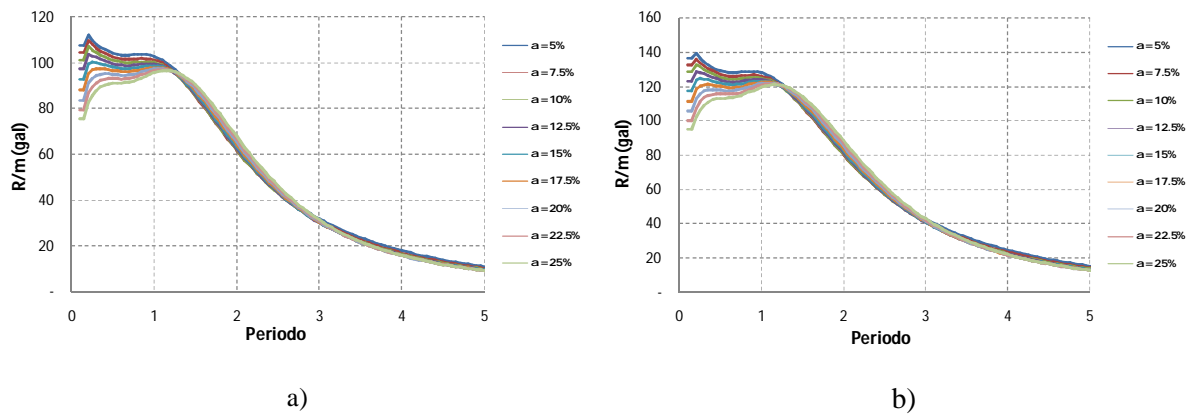 120
100
80
60
40
20
-
R/m (gal)
0 1 2 3 4 5
Periodo
a=5%
a=7.5%
a=10%
a=12.5%
a=15%
a=17.5%
a=20%
a=22.5%
a=25%
a)
160
140
120
100
80
60
40
20
-
R/m (gal)
0 1 2 3 4 5
Periodo
a=5%
a=7.5%
a=10%
a=12.5%
a=15%
a=17.5%
a=20%
a=22.5%
a=25%
b)